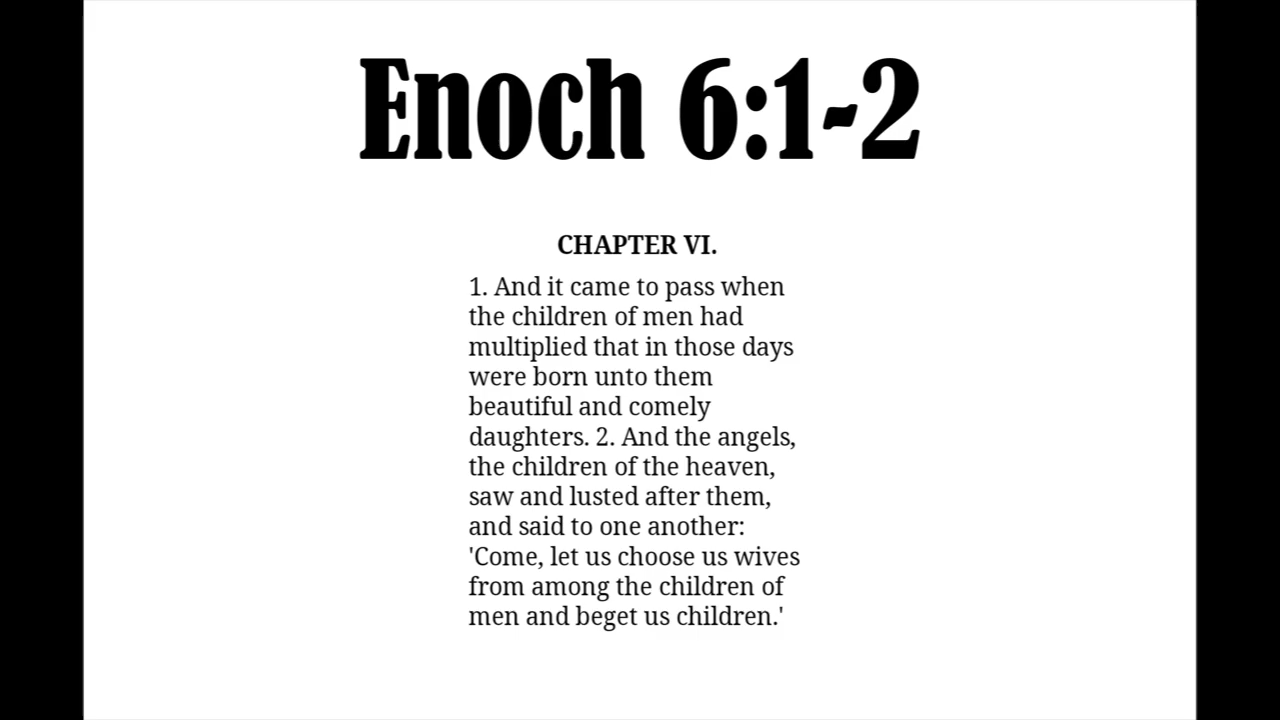 Enoch 6:1-2
CHAPTER VI.
1. And it came to pass when
the children of men had
multiplied that in those days
were born unto them
beautiful and comely
daughters. 2. And the angels,
the children of the heaven,
saw and lusted after them,
and said to one another:
'Come, let us choose us wives
from among the children of
men and beget us children.'